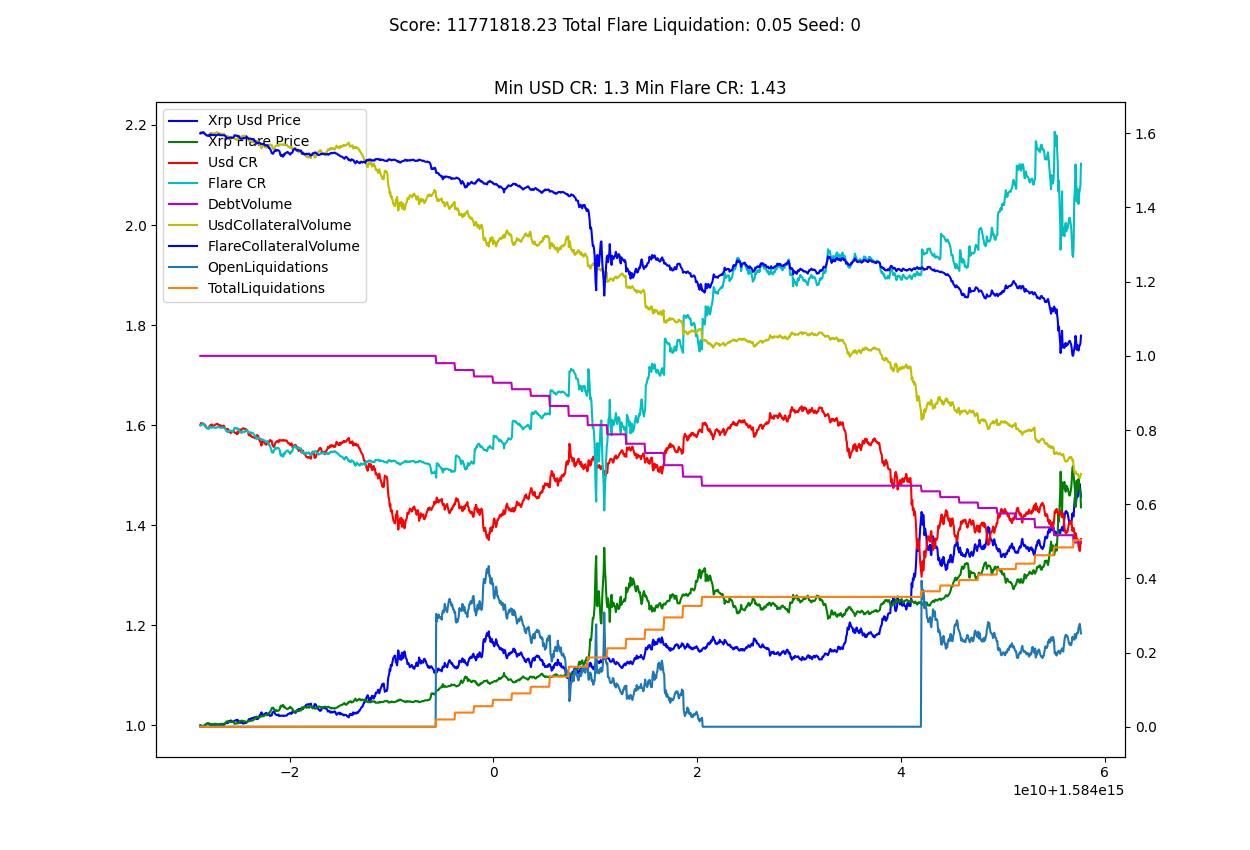 Score: 11771818.23 Total Flare Liquidation: 0.05 Seed: 0
Min USD CR: 1.3 Min Flare CR: 1.43
Xrp Usd Price
Xrp Flare Price
Usd CR
Flare CR
DebtVolume
UsdCollateralVolume
FlareCollateralVolume
OpenLiquidations
TotalLiquidations
2.2
2.0
1.8
1.6
1.4
1.2
1.0
1.6
1.4
1.2
1.0
0.8
0.6
0.4
0.2
0.0
−2 0 2 4 6
1e10+1.584e15